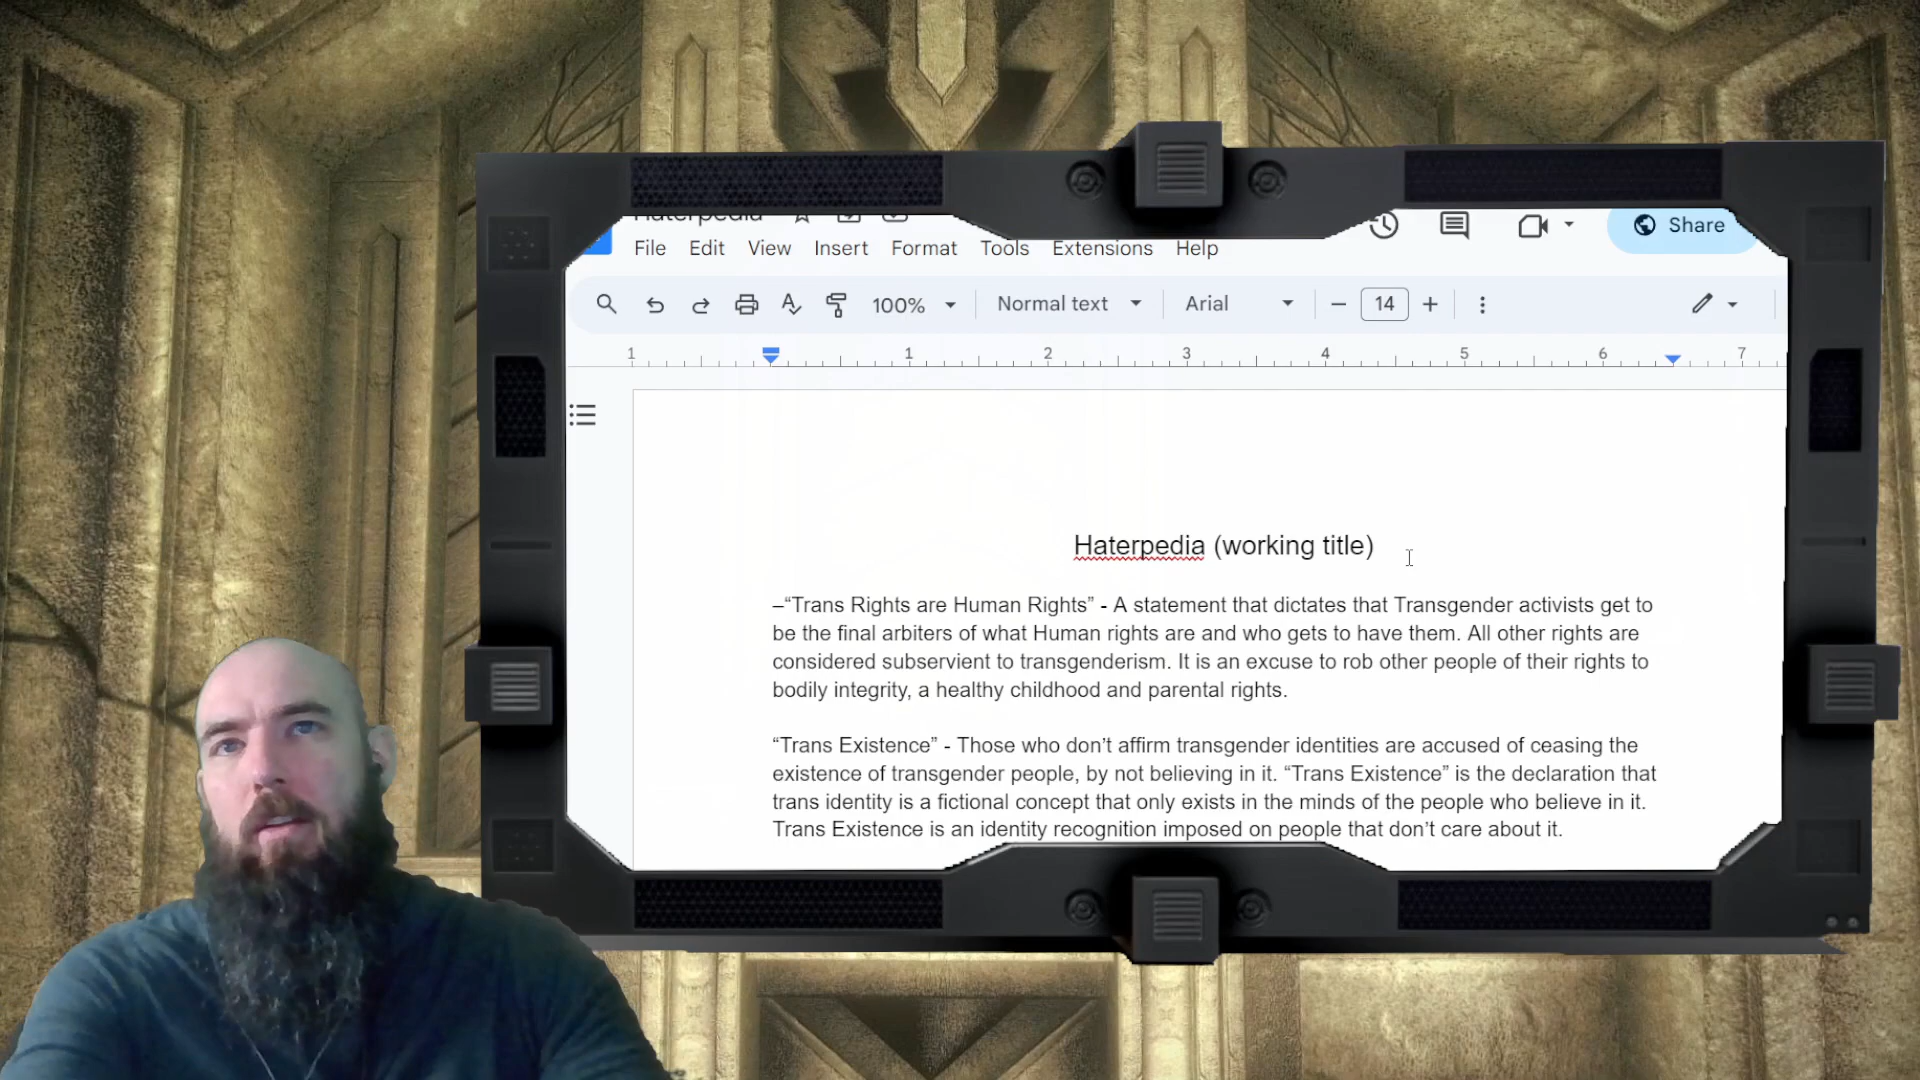 Haterpedia
File Edit View Insert Format Tools Extensions Help
Share
100% Normal text Arial 14
1 1 2 3 4 5 6 7
Haterpedia (working title)
–“Trans Rights are Human Rights” - A statement that dictates that Transgender activists get to
be the final arbiters of what Human rights are and who gets to have them. All other rights are
considered subservient to transgenderism. It is an excuse to rob other people of their rights to
bodily integrity, a healthy childhood and parental rights.
“Trans Existence” - Those who don’t affirm transgender identities are accused of ceasing the
existence of transgender people, by not believing in it. “Trans Existence” is the declaration that
trans identity is a fictional concept that only exists in the minds of the people who believe in it.
Trans Existence is an identity recognition imposed on people that don’t care about it.